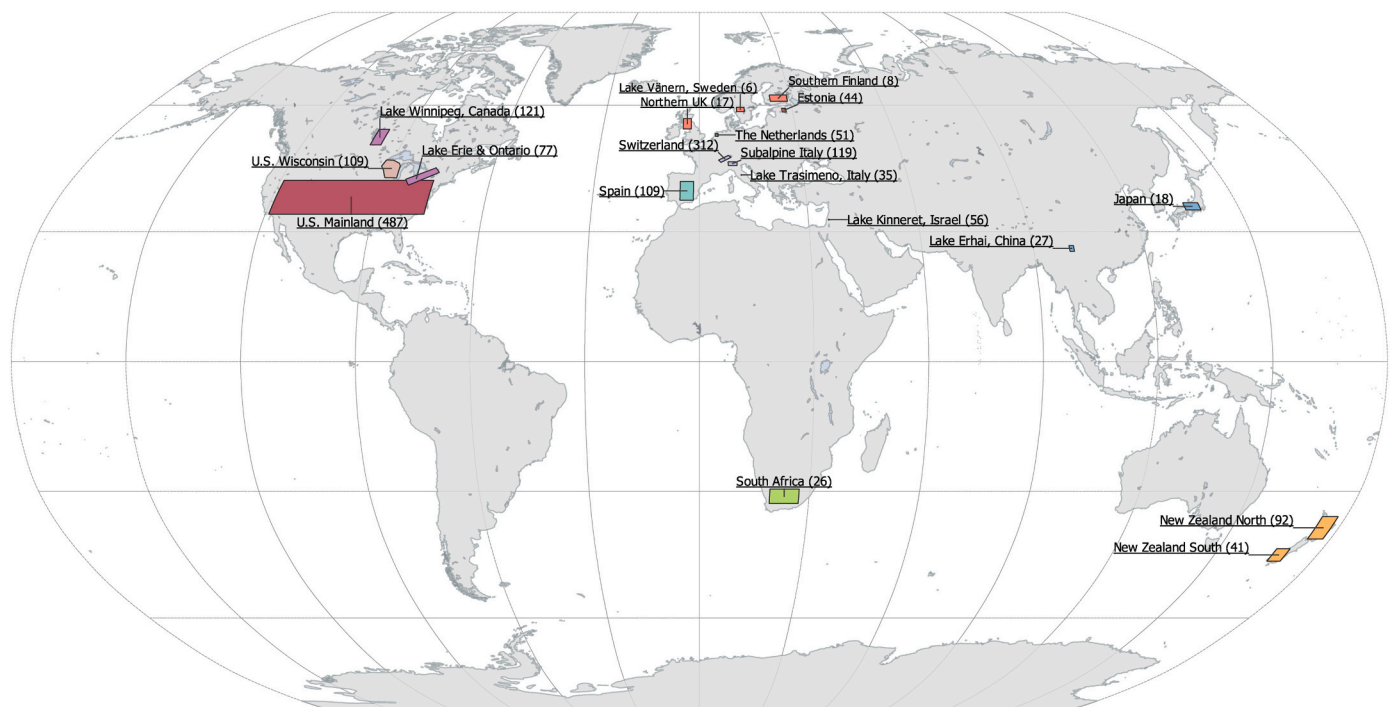 Southern Finland (8)
Lake Vänern, Sweden (6)
Estonia (44)
Northern UK (17)
Lake Winnipeg, Canada (121)
The Netherlands (51)
Switzerland (312)
Lake Erie & Ontario (77)
Subalpine Italy (119)
U.S. Wisconsin (109)
Lake Trasimeno, Italy (35)
Spain (109)
Japan (18)
U.S. Mainland (487)
Lake Kinneret, Israel (56)
Lake Erhai, China (27)
South Africa (26)
New Zealand North (92)
New Zealand South (41)